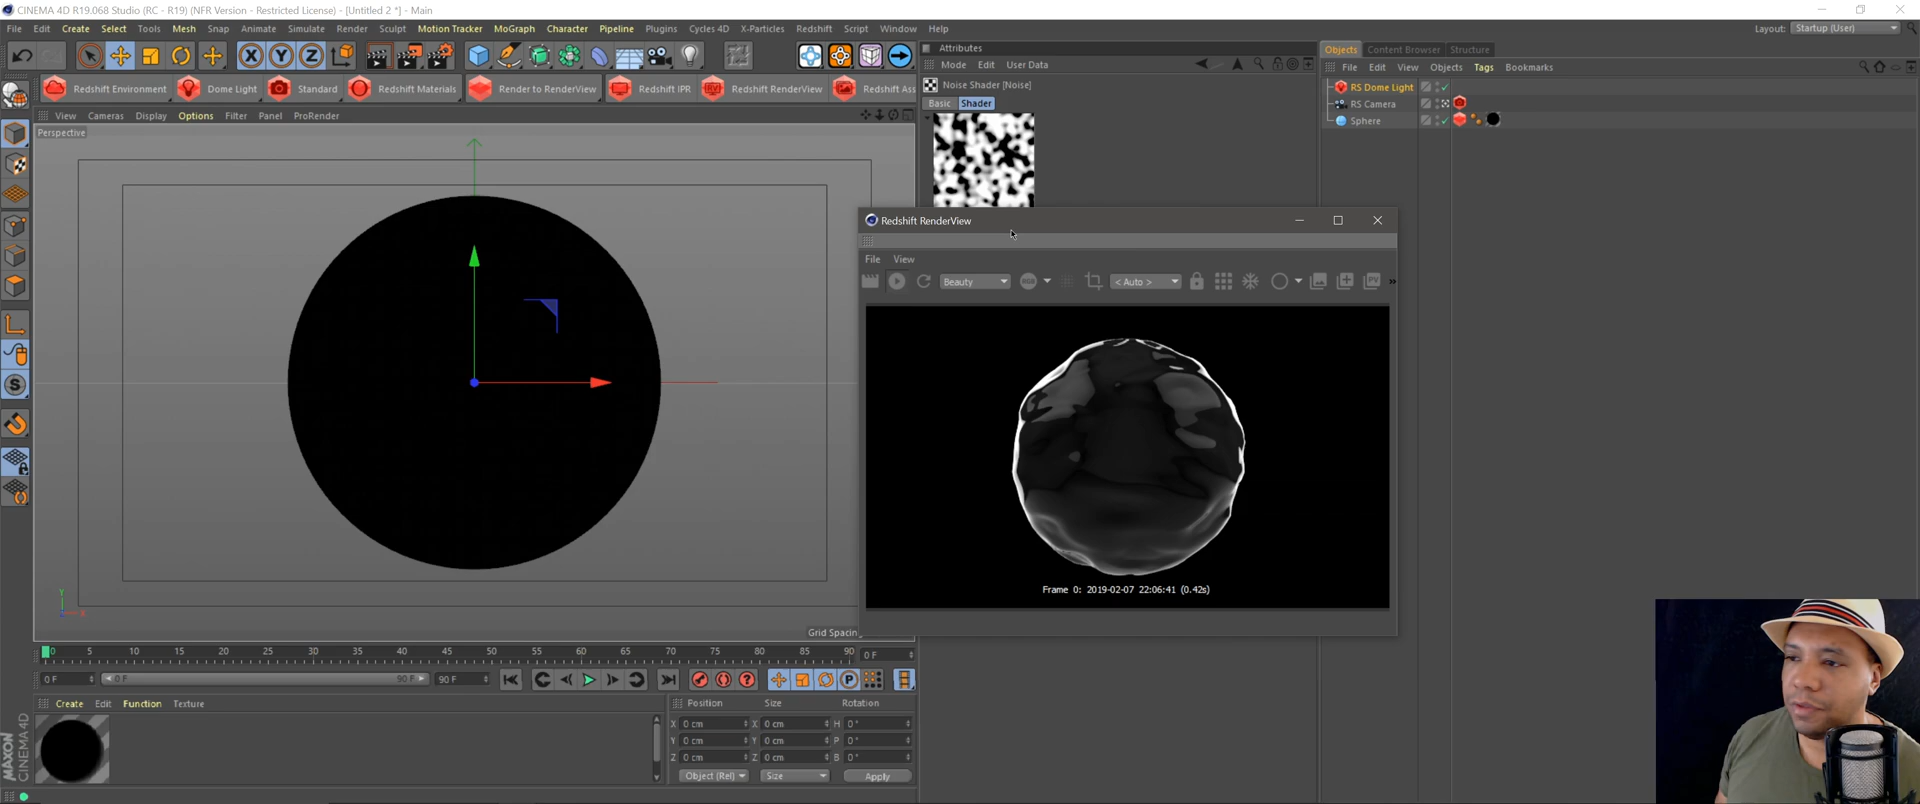 CINEMA 4D R19.068 Studio (RC - R19) (NFR Version - Restricted License) - [Untitled 2 *] - Main
File Edit Create Select Tools Mesh Snap Animate Simulate Render Sculpt Motion Tracker MoGraph Character Pipeline Plugins Cycles 4D X-Particles Redshift Script Window Help
Layout: Startup (User)
X Y Z
Redshift Environment Dome Light Standard Redshift Materials Render to RenderView Redshift IPR Redshift RenderView Redshift Ass
View Cameras Display Options Filter Panel ProRender
Perspective
Attributes
Mode Edit User Data
Noise Shader [Noise]
Basic Shader
Objects Content Browser Structure
File Edit View Objects Tags Bookmarks
RS Dome Light
RS Camera
Sphere
Redshift RenderView
File View
Beauty RGB < Auto > PV »
Frame 0: 2019-02-07 22:06:41 (0.42s)
Y
Grid Spacin
0 5 10 15 20 25 30 35 40 45 50 55 60 65 70 75 80 85 90 0 F
0 F 0 F 90 F 90 F P
Create Edit Function Texture
Position Size Rotation
X 0 cm X 0 cm H 0 °
Y 0 cm Y 0 cm P 0 °
Z 0 cm Z 0 cm B 0 °
Object (Rel) Size Apply
MAXON
CINEMA 4D